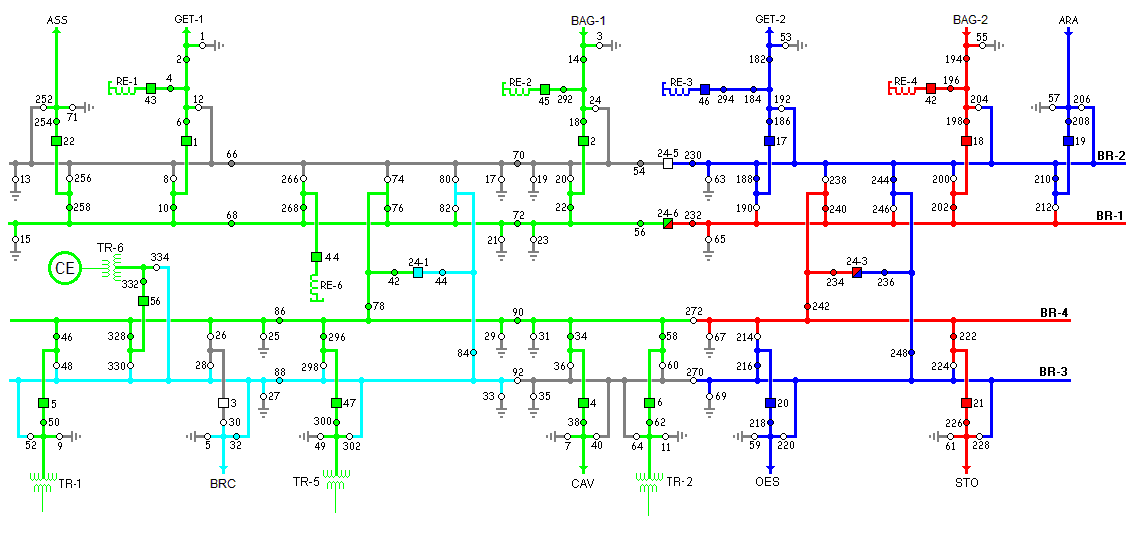 ASS GET-1 BAG-1 GET-2 BAG-2 ARA
1 3 53 55
2 14 182 194
RE-1 4 RE-2 RE-3 RE-4 196
43 45 292 46 294 184 42
252 71 12 24 192 204 57 206
254 6 18 186 198 208
22 1 2 17 18 19
66 70 24-5 230 BR-2
54
13 256 8 266 74 80 17 19 20 63 188 238 244 200 210
258 10 268 76 82 22 190 240 246 202 212
68 72 24-6 232 BR-1
56
15 21 23 65
TR-6 334 44 24-1 24-3
CE 332 42 44 234 236
56 RE-6
78 242
86 90 272 BR-4
46 328 26 25 296 29 31 34 58 67 214 222
84 248
48 330 28 298 36 60 216 224
88 92 270 BR-3
27 33 35 69
5 3 47 4 6 20 21
50 30 300 38 62 218 226
52 9 5 32 49 302 7 40 64 11 59 220 61 228
TR-1 BRC TR-5 CAV TR-2 OES STO